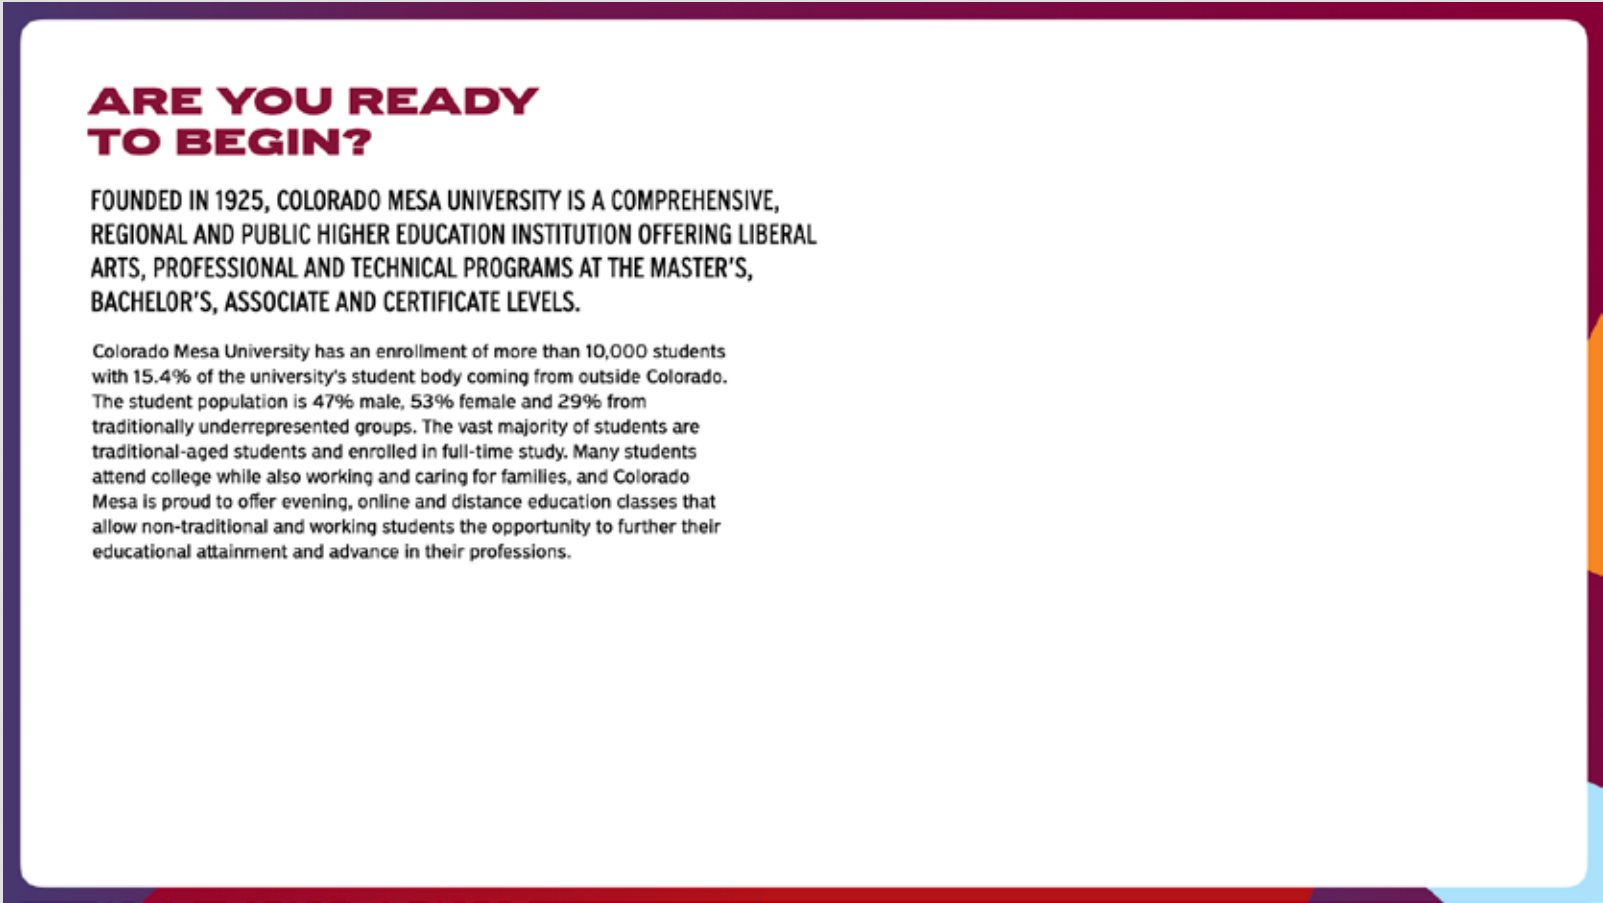 ARE YOU READY
TO BEGIN?
FOUNDED IN 1925, COLORADO MESA UNIVERSITY IS A COMPREHENSIVE,
REGIONAL AND PUBLIC HIGHER EDUCATION INSTITUTION OFFERING LIBERAL
ARTS, PROFESSIONAL AND TECHNICAL PROGRAMS AT THE MASTER'S,
BACHELOR'S, ASSOCIATE AND CERTIFICATE LEVELS.
Colorado Mesa University has an enrollment of more than 10,000 students
with 15.4% of the university's student body coming from outside Colorado.
The student population is 47% male, 53% female and 29% from
traditionally underrepresented groups. The vast majority of students are
traditional-aged students and enrolled in full-time study. Many students
attend college while also working and caring for families, and Colorado
Mesa is proud to offer evening, online and distance education classes that
allow non-traditional and working students the opportunity to further their
educational attainment and advance in their professions.